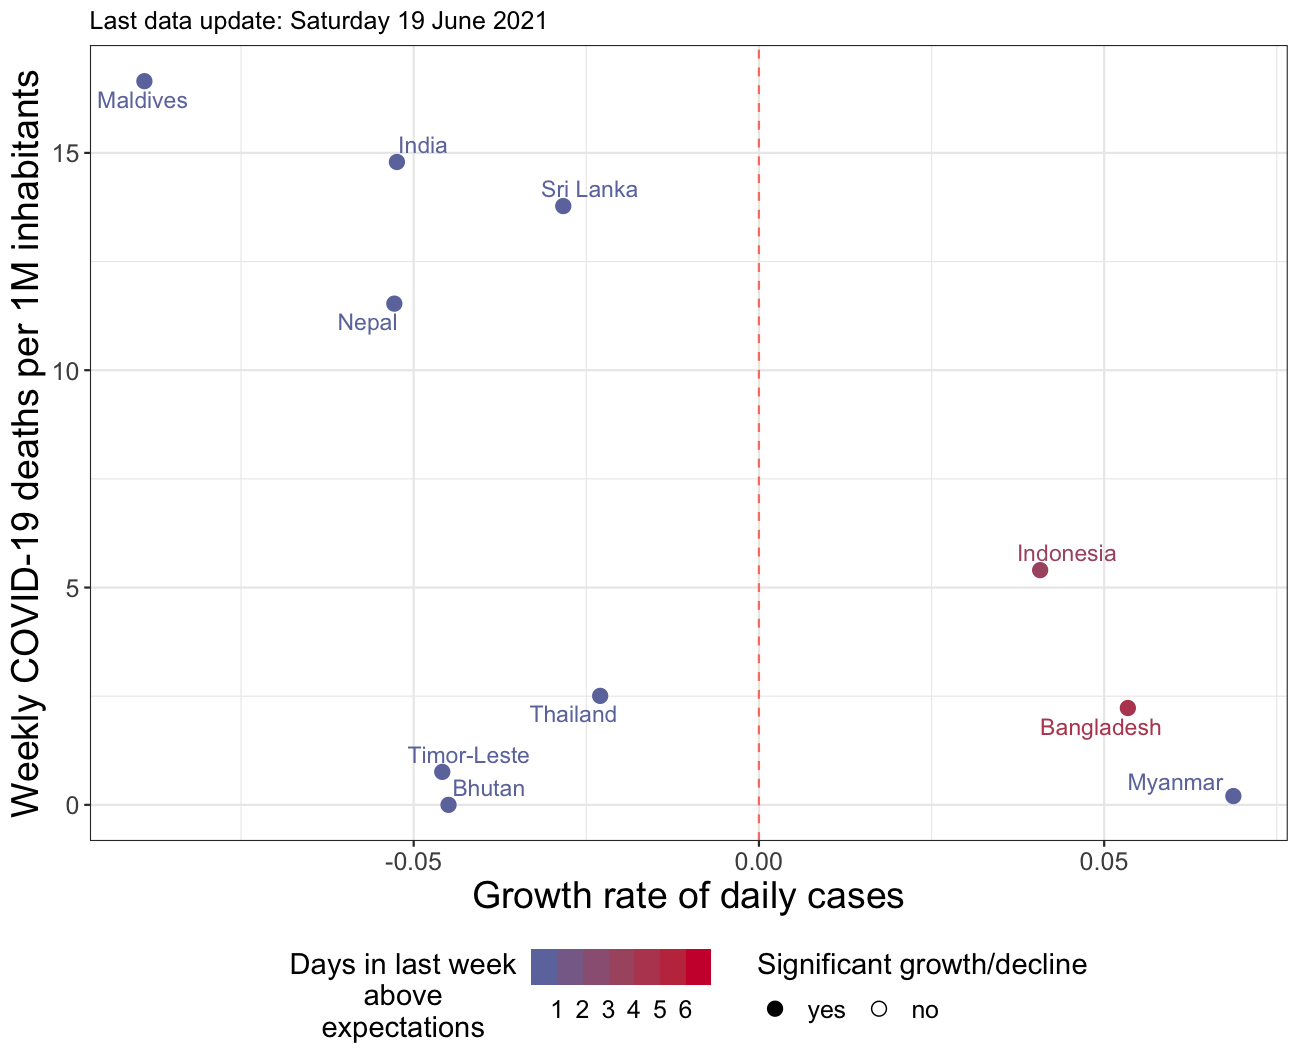 Last data update: Saturday 19 June 2021
Weekly COVID-19 deaths per 1M inhabitants
15
10
5
0
Maldives
India
Sri Lanka
Nepal
Indonesia
Thailand
Bangladesh
Timor-Leste
Bhutan
Myanmar
-0.05 0.00 0.05
Growth rate of daily cases
Days in last week
above
expectations
1 2 3 4 5 6
Significant growth/decline
yes no